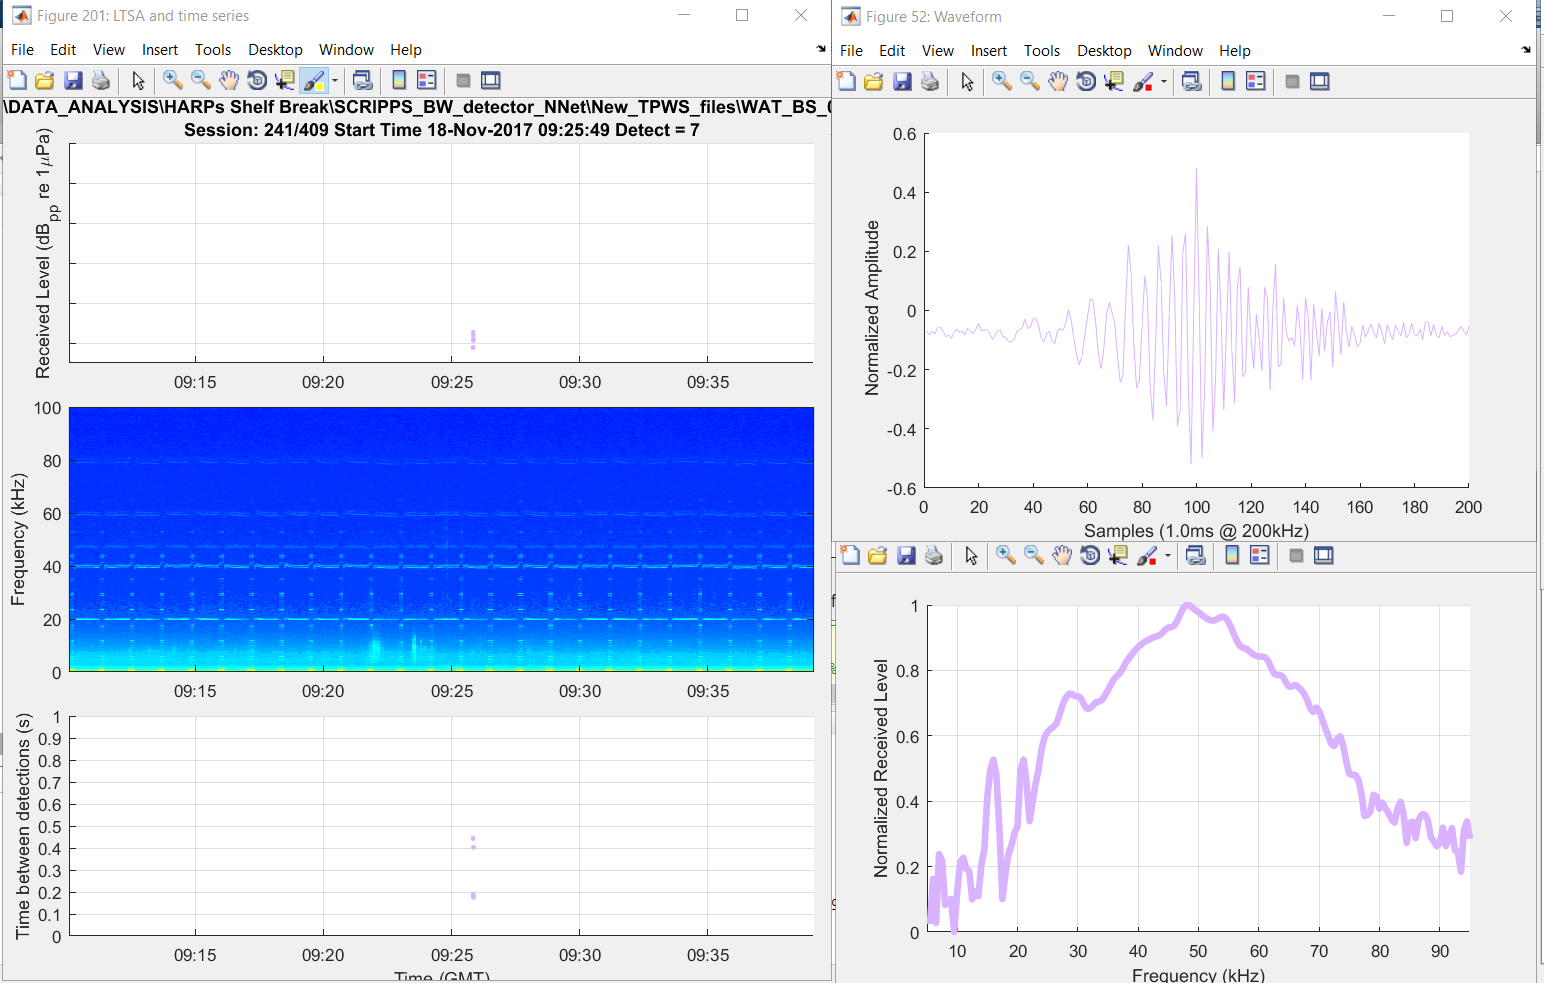 Figure 201: LTSA and time series
File Edit View Insert Tools Desktop Window Help
\DATA_ANALYSIS\HARPs Shelf Break\SCRIPPS_BW_detector_NNet\New_TPWS_files\WAT_BS_0
Session: 241/409 Start Time 18-Nov-2017 09:25:49 Detect = 7
Received Level (dBpp re 1µPa)
09:15 09:20 09:25 09:30 09:35
Frequency (kHz)
100
80
60
40
20
0
09:15 09:20 09:25 09:30 09:35
Time between detections (s)
1
0.9
0.8
0.7
0.6
0.5
0.4
0.3
0.2
0.1
0
09:15 09:20 09:25 09:30 09:35
Time (GMT)
Figure 52: Waveform
File Edit View Insert Tools Desktop Window Help
Normalized Amplitude
0.6
0.4
0.2
0
-0.2
-0.4
-0.6
0 20 40 60 80 100 120 140 160 180 200
Samples (1.0ms @ 200kHz)
Normalized Received Level
1
0.8
0.6
0.4
0.2
0
10 20 30 40 50 60 70 80 90
Frequency (kHz)